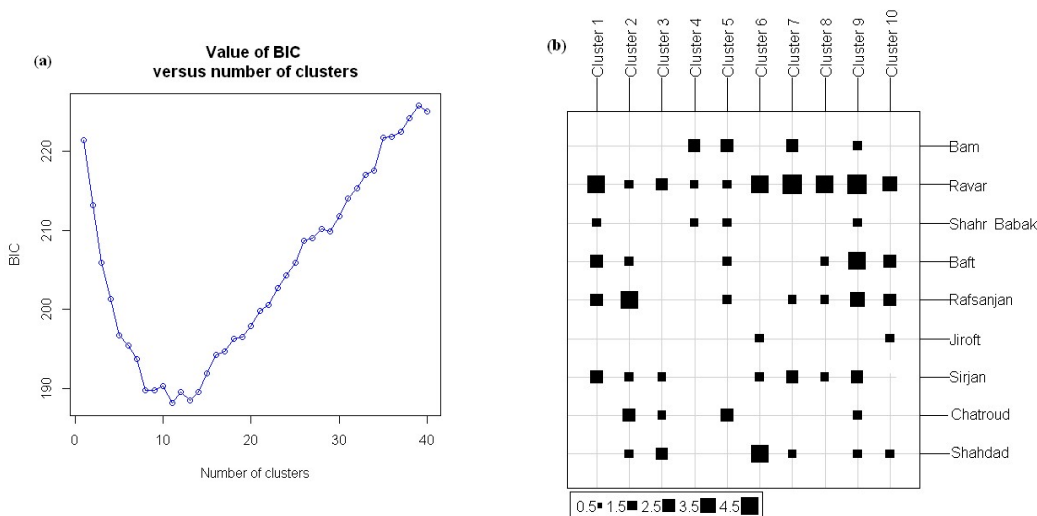 (a)
Value of BIC
versus number of clusters
BIC
220
210
200
190
0 10 20 30 40
Number of clusters
(b)
Cluster 1
Cluster 2
Cluster 3
Cluster 4
Cluster 5
Cluster 6
Cluster 7
Cluster 8
Cluster 9
Cluster 10
Bam
Ravar
Shahr Babak
Baft
Rafsanjan
Jiroft
Sirjan
Chatroud
Shahdad
0.5 1.5 2.5 3.5 4.5